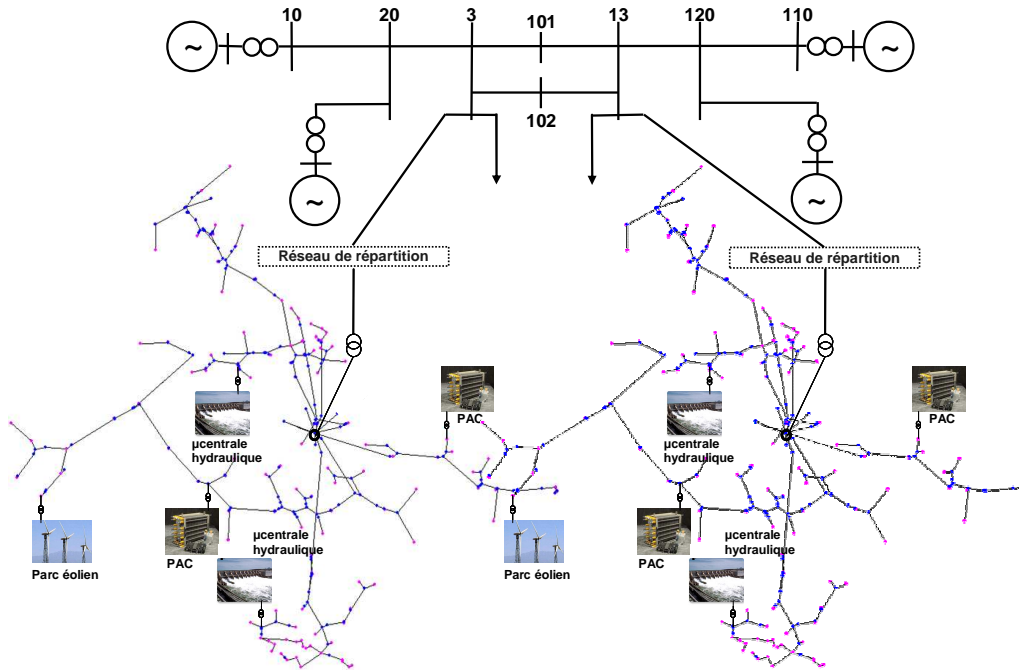 10 20 3 101 13 120 110
~ ~
102
~ ~
Réseau de répartition Réseau de répartition
PAC PAC
µcentrale
hydraulique
µcentrale
hydraulique
µcentrale
hydraulique
µcentrale
hydraulique
Parc éolien PAC Parc éolien PAC